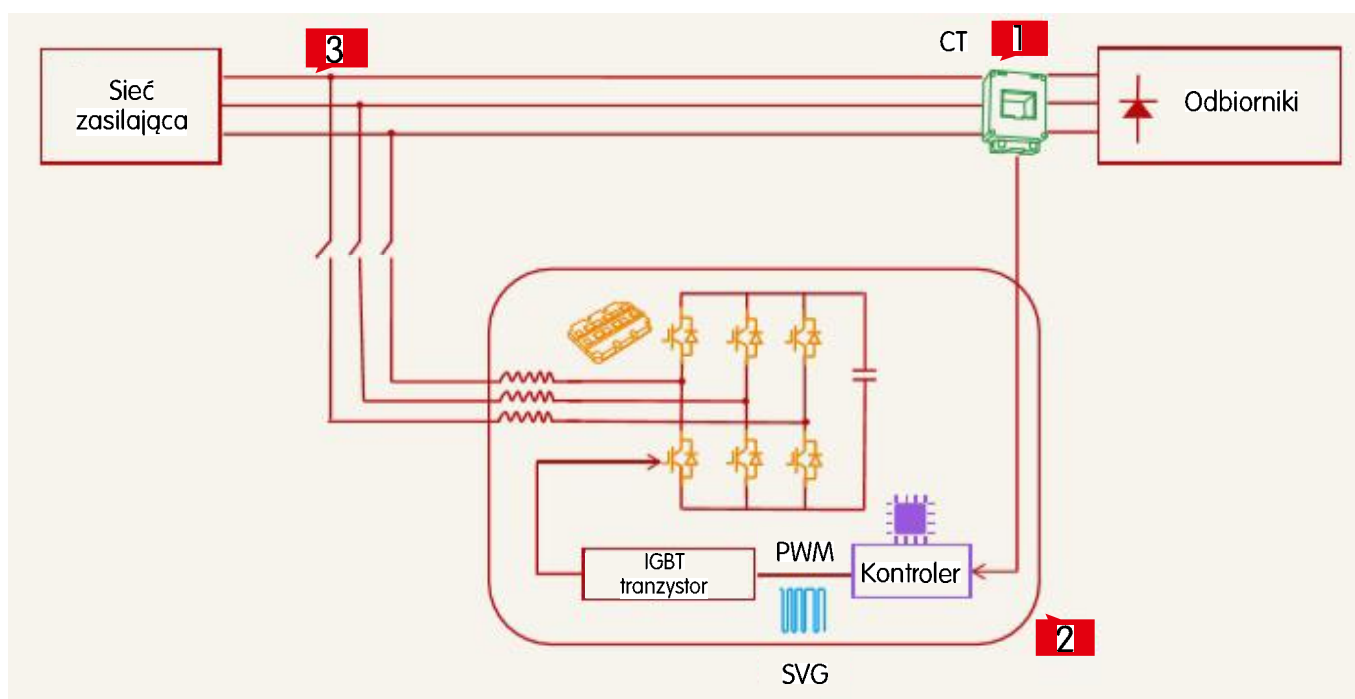 3
CT
1
Sieć
zasilająca
Odbiorniki
IGBT
tranzystor
PWM
Kontroler
2
SVG